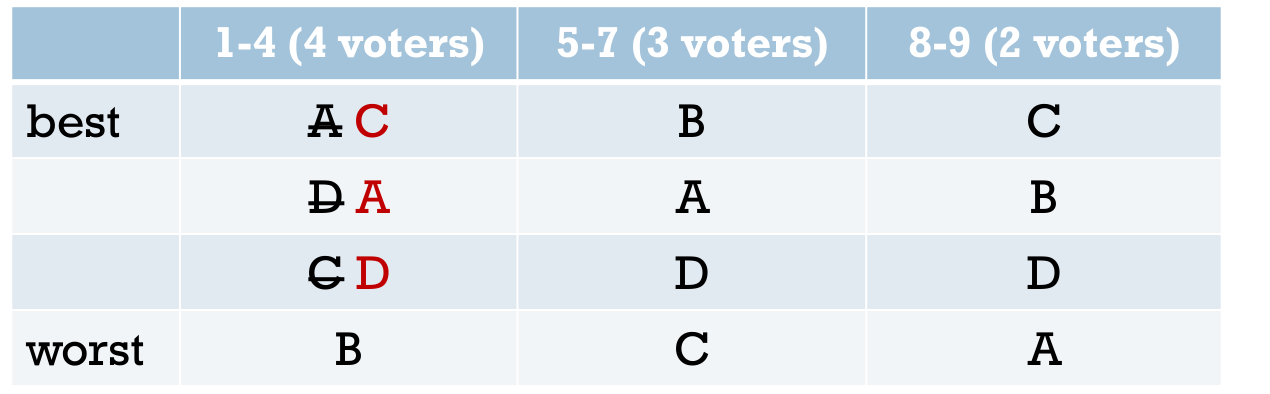 1-4 (4 voters) 5-7 (3 voters) 8-9 (2 voters)
best A C B C
D A A B
C D D D
worst B C A